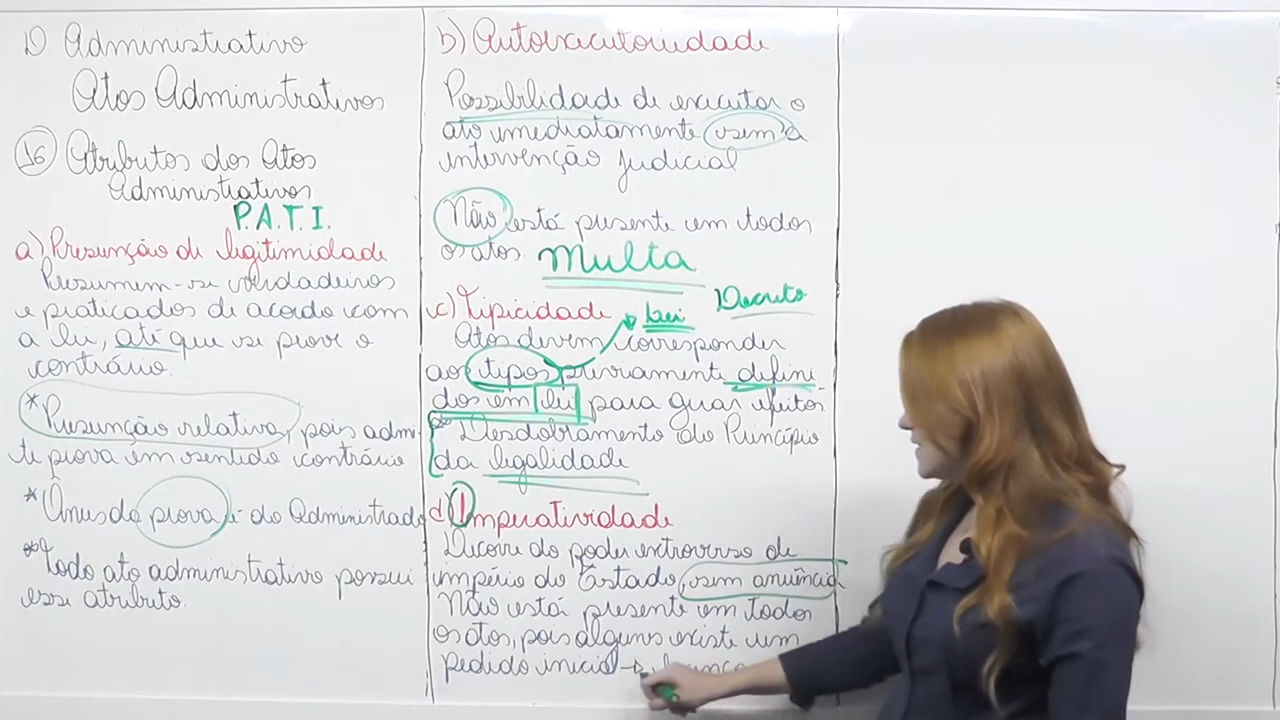 D Administrativo
Atos Administrativos
16 Atributos dos Atos
Administrativos
P.A.T.I.
a) Presunção de legitimidade
Presumem-se verdadeiros
e praticados de acordo com
a lei, até que se prove o
contrário.
* Presunção relativa, pois admi-
te prova em sentido contrário
* Ônus da prova é do Administrado
* Todo ato administrativo possui
esse atributo.
b) Autoexecutoriedade
Possibilidade de executar o
ato imediatamente sem a
intervenção judicial
Não está presente em todos
os atos.
Multa
c) Tipicidade
Lei
Decreto
Atos devem corresponder
aos tipos previamente defini
dos em lei para gerar efeitos
* Desdobramento do Princípio
da legalidade
d) Imperatividade
Decorre do poder extroverso de
império do Estado, sem anuência
Não está presente em todos
os atos, pois alguns existe um
pedido inicial →